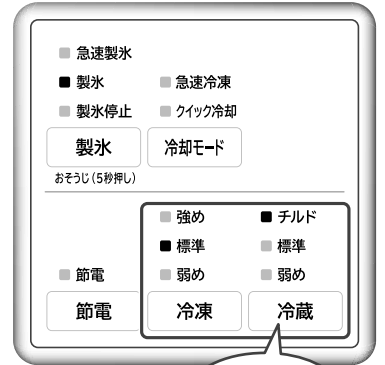 急速製氷
製氷 急速冷凍
製氷停止 クイック冷却
製氷 冷却モード
おそうじ(5秒押し)
強め チルド
標準 標準
節電 弱め 弱め
節電 冷凍 冷蔵